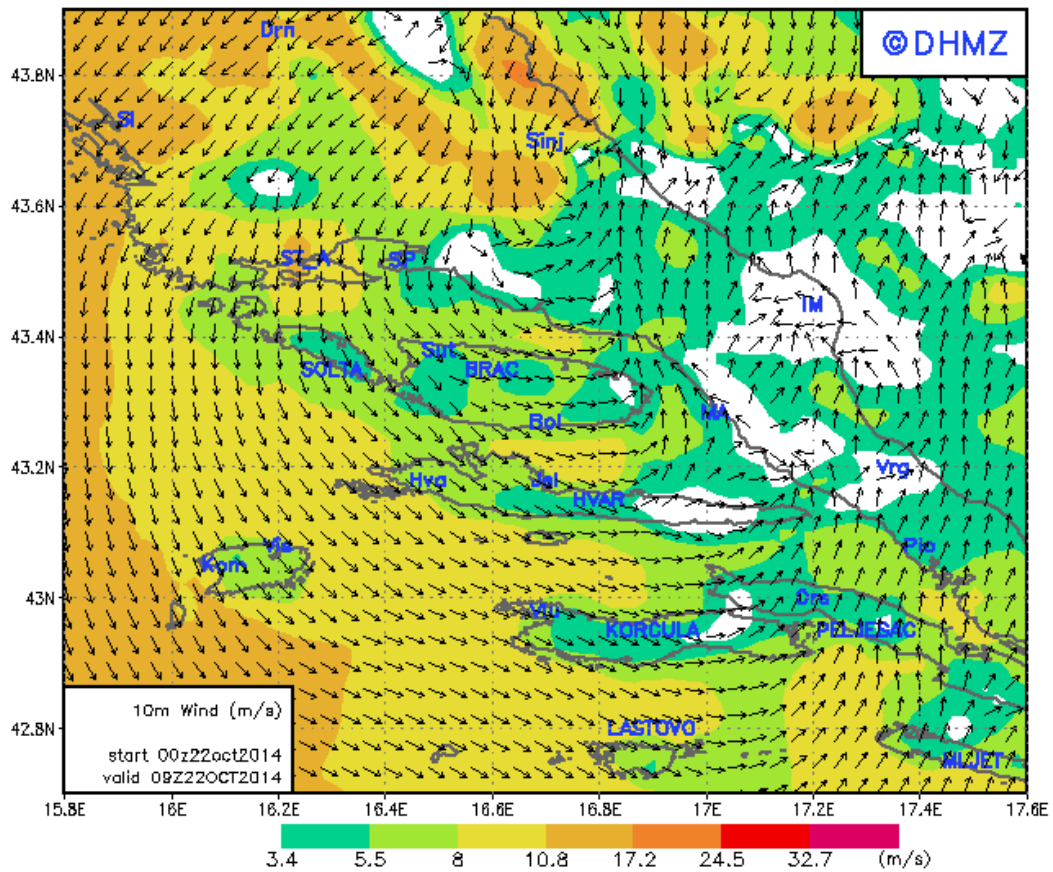 ©DHMZ
Drn
43.8N
SI
Sinj
43.6N
ST_A
SP
IM
43.4N
Sut
SOLTA
BRAC
Bol
MA
43.2N
Hva
Jel
HVAR
Vrg
Vis
Kom
Plo
43N
Ore
KORCULA
PELJESAC
42.8N
LASTOVO
MLJET
10m Wind (m/s)
start 00z22oct2014
valid 09Z22OCT2014
15.8E 16E 16.2E 16.4E 16.6E 16.8E 17E 17.2E 17.4E 17.6E
3.4 5.5 8 10.8 17.2 24.5 32.7 (m/s)